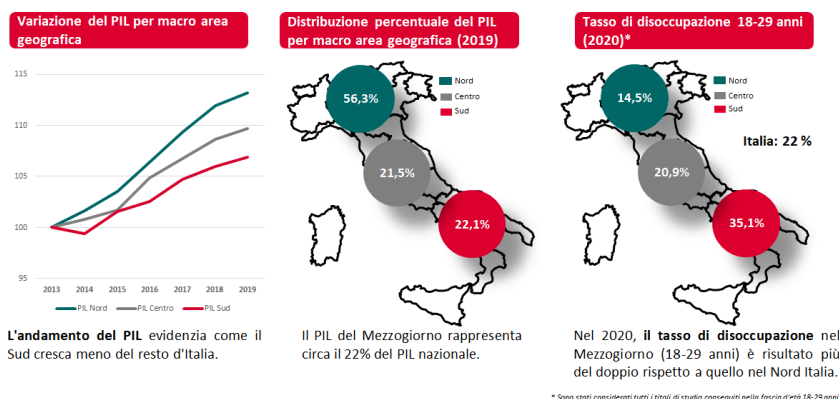 Variazione del PIL per macro area
geografica
115
110
105
100
95
2013 2014 2015 2016 2017 2018 2019
PIL Nord PIL Centro PIL Sud
L'andamento del PIL evidenzia come il
Sud cresca meno del resto d'Italia.
Distribuzione percentuale del PIL
per macro area geografica (2019)
Nord
Centro
Sud
56,3%
21,5%
22,1%
Il PIL del Mezzogiorno rappresenta
circa il 22% del PIL nazionale.
Tasso di disoccupazione 18-29 anni
(2020)*
Nord
Centro
Sud
14,5%
Italia: 22 %
20,9%
35,1%
Nel 2020, il tasso di disoccupazione nel
Mezzogiorno (18-29 anni) è risultato più
del doppio rispetto a quello nel Nord Italia.
* Sono stati considerati tutti i titoli di studio conseguiti nella fascia d'età 18-29 anni